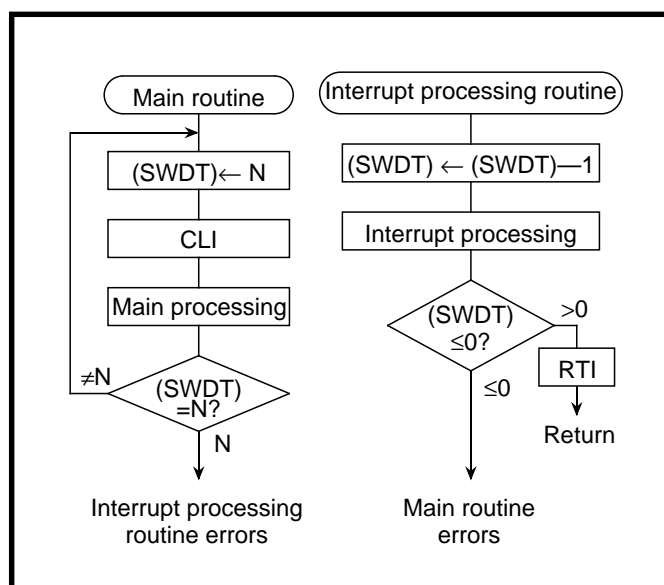 Main routine
(SWDT)← N
CLI
Main processing
≠N
(SWDT)
=N?
N
Interrupt processing
routine errors
Interrupt processing routine
(SWDT) ← (SWDT)—1
Interrupt processing
(SWDT)
≤0?
>0
≤0
RTI
Return
Main routine
errors